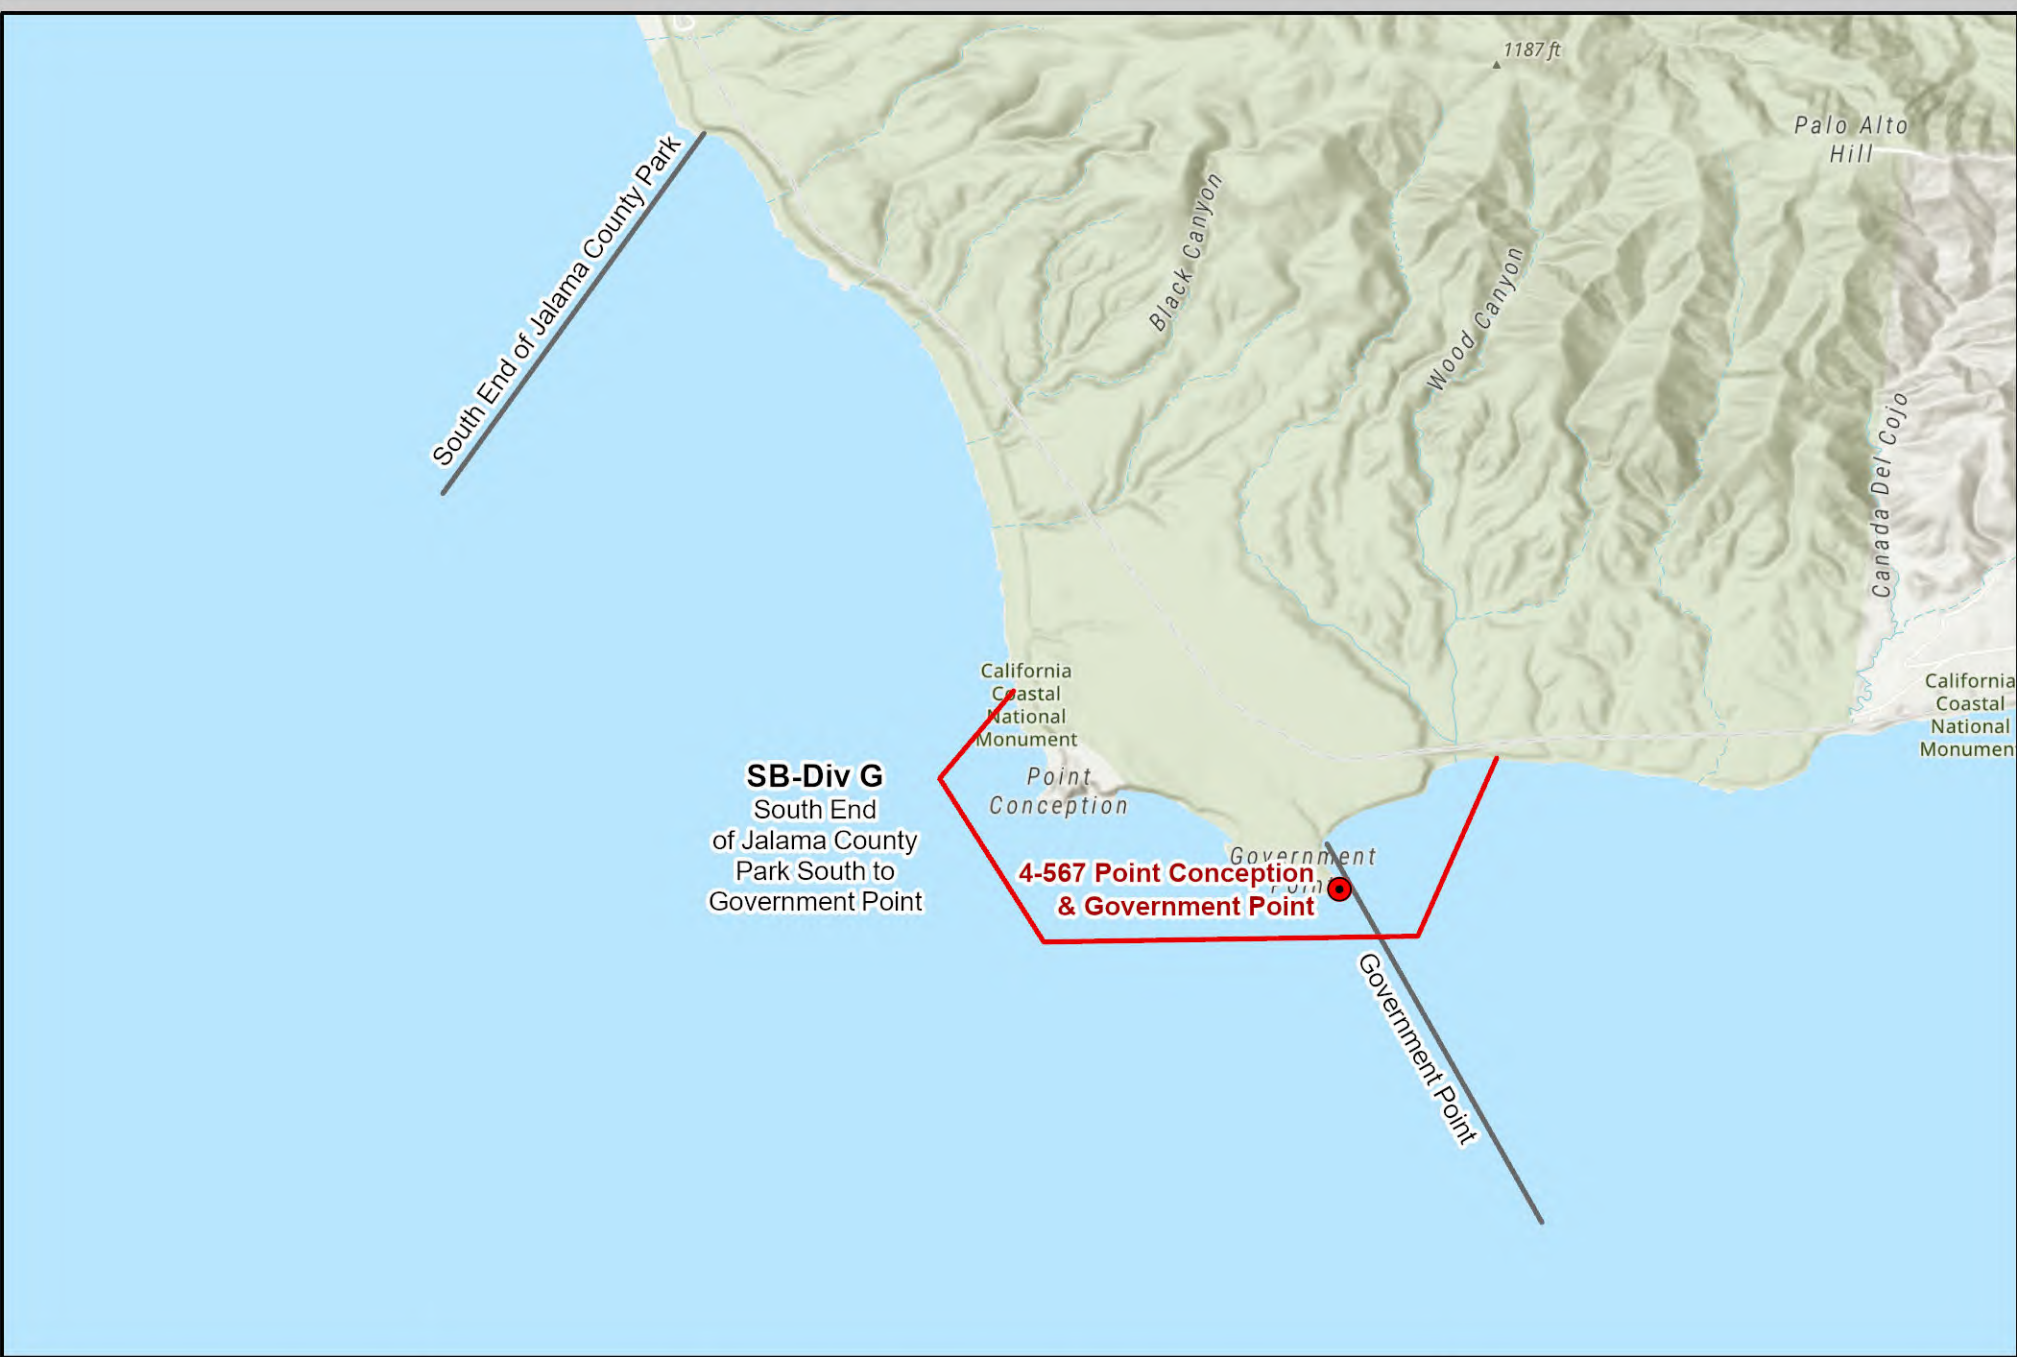 1187 ft
Palo Alto
Hill
South End of Jalama County Park
Black Canyon
Wood Canyon
Canada Del Cojo
California
Coastal
National
Monument
California
Coastal
National
Monument
SB-Div G
South End
of Jalama County
Park South to
Government Point
Point
Conception
Government
Point
4-567 Point Conception
& Government Point
Government Point